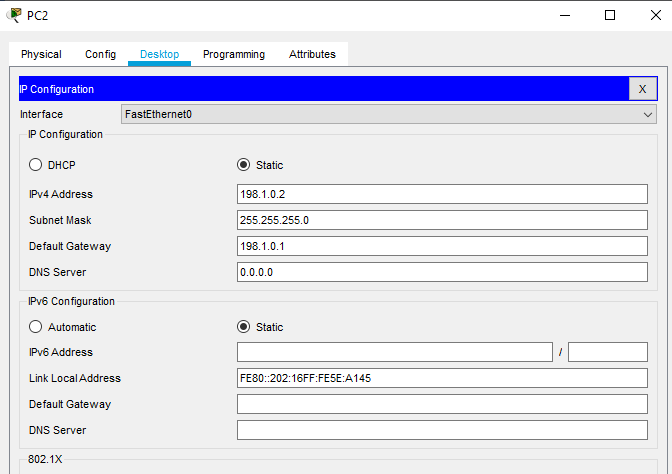 PC2
Physical Config Desktop Programming Attributes
IP Configuration X
Interface FastEthernet0
IP Configuration
DHCP Static
IPv4 Address 198.1.0.2
Subnet Mask 255.255.255.0
Default Gateway 198.1.0.1
DNS Server 0.0.0.0
IPv6 Configuration
Automatic Static
IPv6 Address /
Link Local Address FE80::202:16FF:FE5E:A145
Default Gateway
DNS Server
802.1X